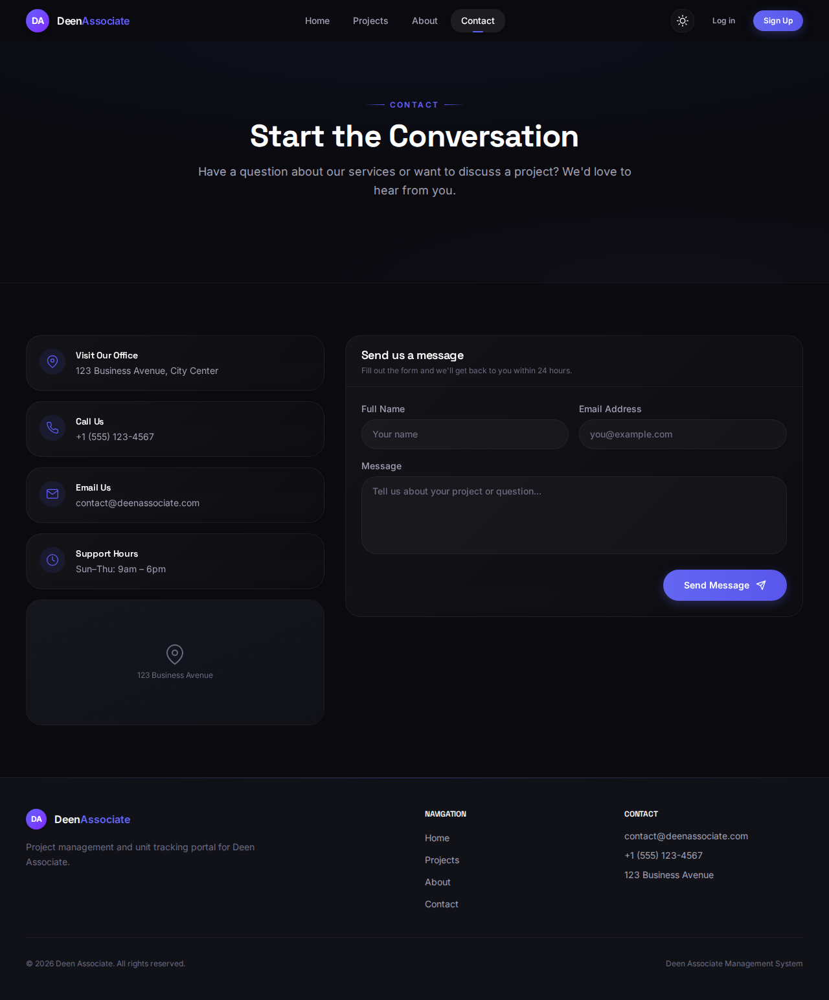 DA DeenAssociate
Home Projects About Contact
Log in Sign Up
CONTACT
Start the Conversation
Have a question about our services or want to discuss a project? We'd love to
hear from you.
Visit Our Office
123 Business Avenue, City Center
Call Us
+1 (555) 123-4567
Email Us
contact@deenassociate.com
Support Hours
Sun–Thu: 9am – 6pm
123 Business Avenue
Send us a message
Fill out the form and we'll get back to you within 24 hours.
Full Name
Your name
Email Address
you@example.com
Message
Tell us about your project or question...
Send Message
DA DeenAssociate
Project management and unit tracking portal for Deen
Associate.
NAVIGATION
Home
Projects
About
Contact
CONTACT
contact@deenassociate.com
+1 (555) 123-4567
123 Business Avenue
© 2026 Deen Associate. All rights reserved.
Deen Associate Management System